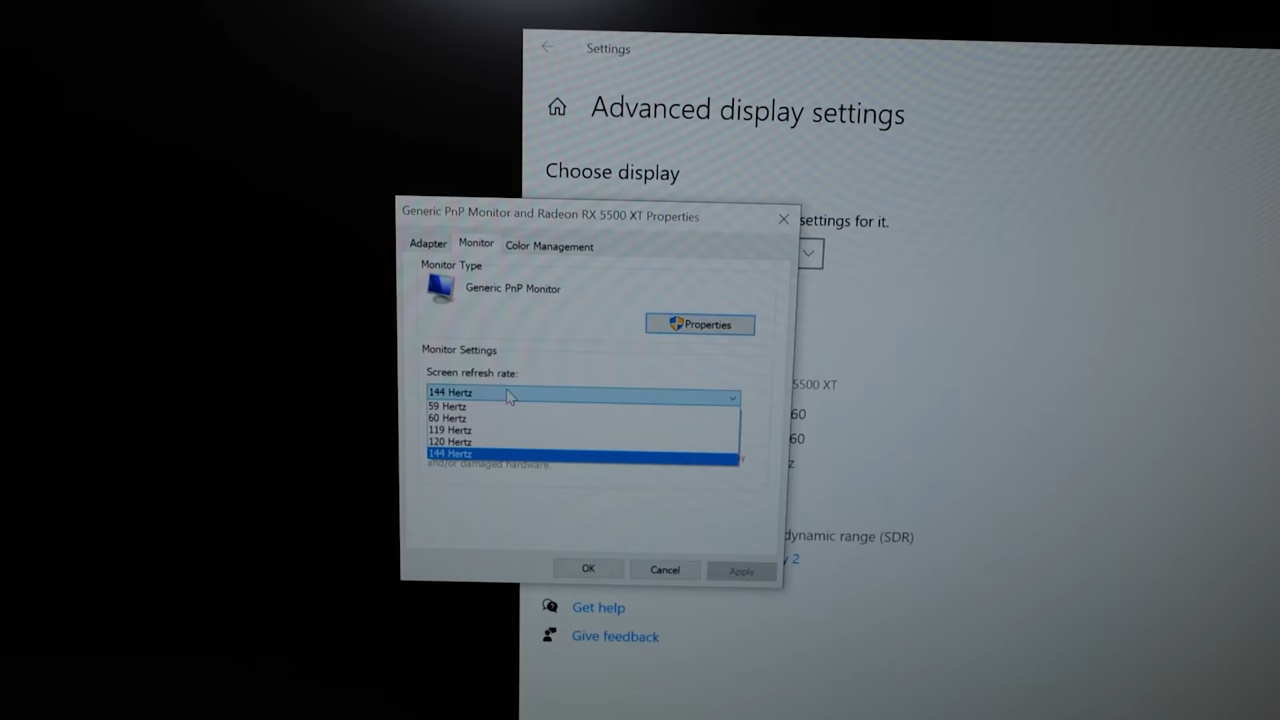 Settings
Advanced display settings
Choose display
settings for it.
Generic PnP Monitor and Radeon RX 5500 XT Properties
Adapter Monitor Color Management
Monitor Type
Generic PnP Monitor
Properties
Monitor Settings
Screen refresh rate:
144 Hertz
59 Hertz
60 Hertz
119 Hertz
120 Hertz
144 Hertz
and/or damaged hardware.
OK Cancel Apply
5500 XT
60
60
z
dynamic range (SDR)
y 2
Get help
Give feedback